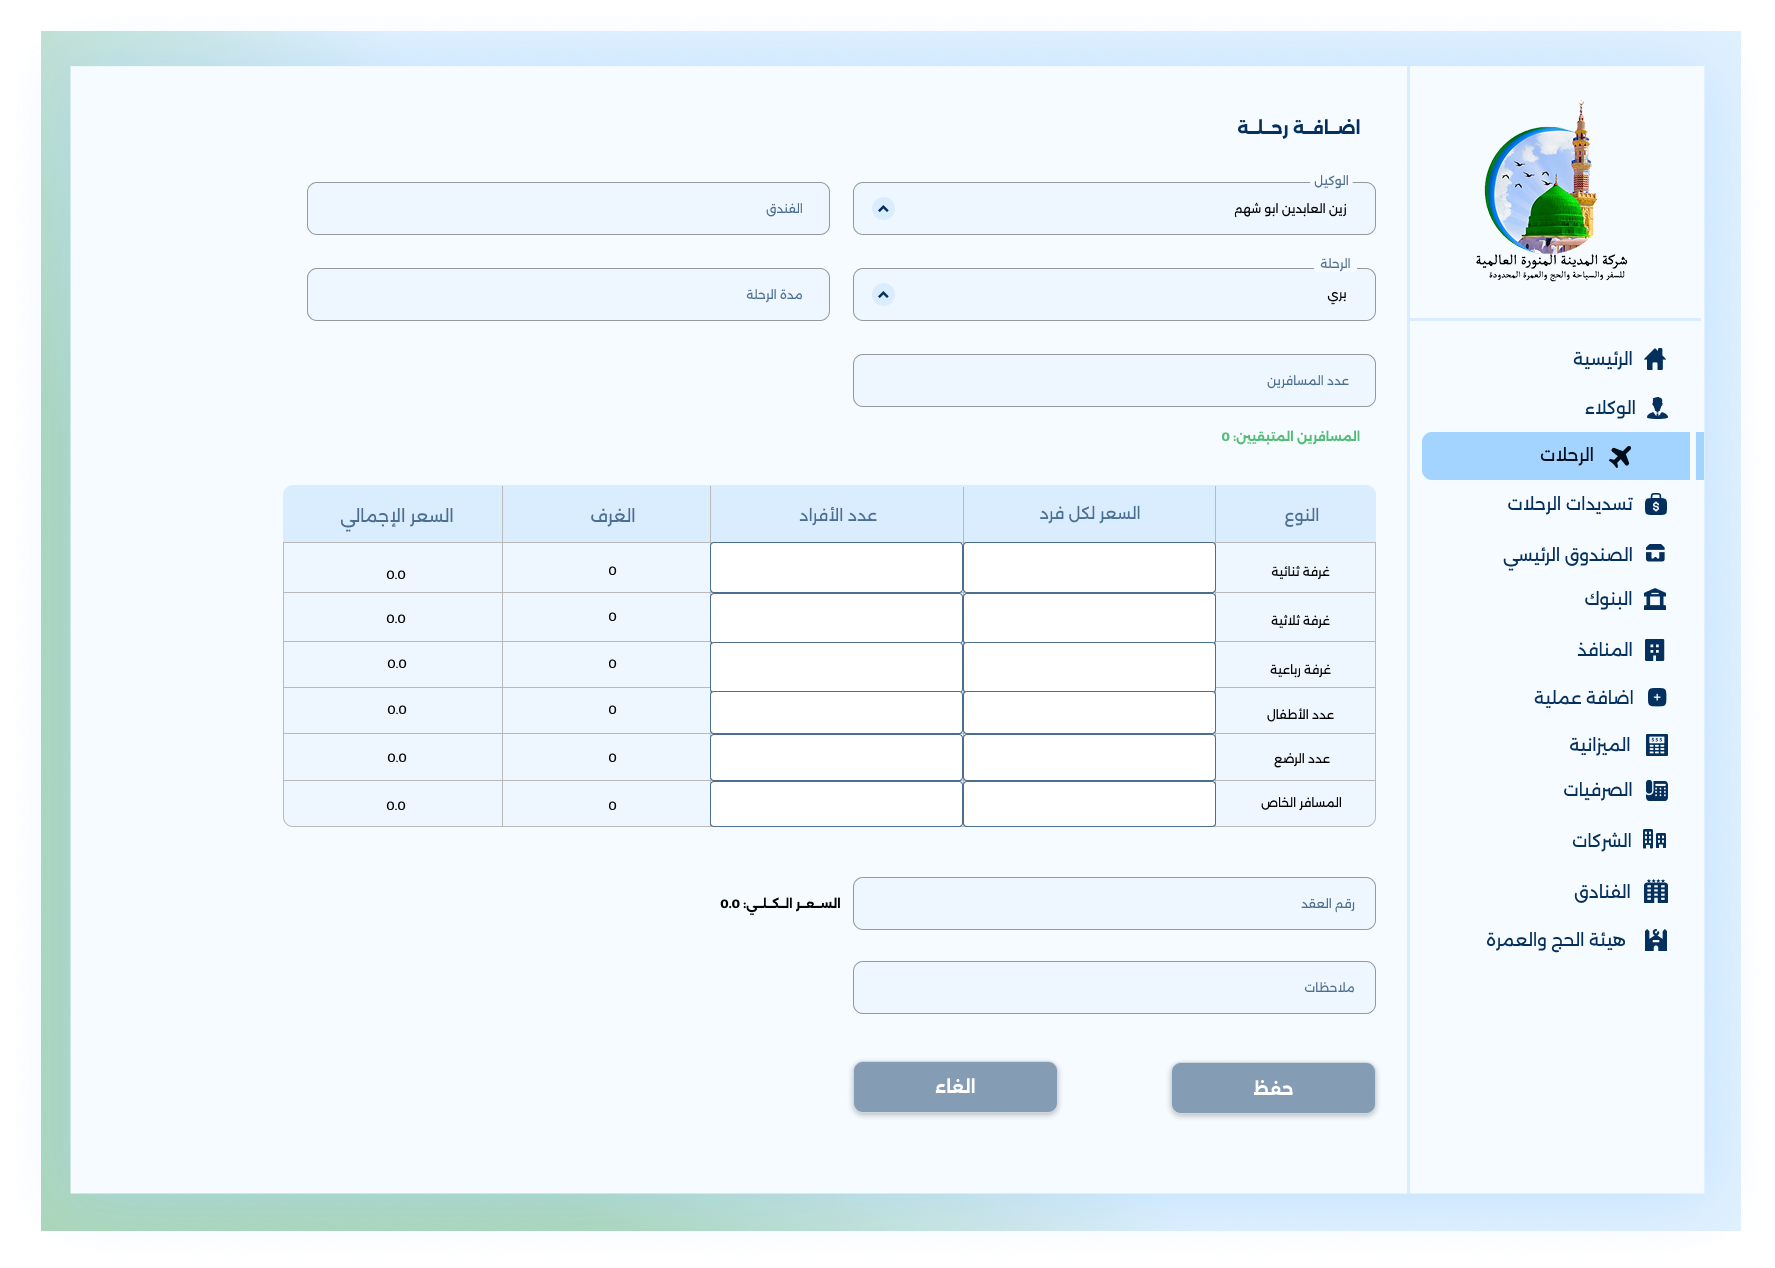 شركة المدينة المنورة العالمية
للسفر والسياحة والحج والعمرة المحدودة
الرئيسية
الوكلاء
الرحلات
تسديدات الرحلات
الصندوق الرئيسي
البنوك
المنافذ
اضافة عملية
الميزانية
الصرفيات
الشركات
الفنادق
هيئة الحج والعمرة
اضــافــة رحــلــة
الوكيل
زين العابدين ابو شهم
الفندق
الرحلة
بري
مدة الرحلة
عدد المسافرين
المسافرين المتبقيين: 0
النوع السعر لكل فرد عدد الأفراد الغرف السعر الإجمالي
غرفة ثنائية 0 0.0
غرفة ثلاثية 0 0.0
غرفة رباعية 0 0.0
عدد الأطفال 0 0.0
عدد الرضع 0 0.0
المسافر الخاص 0 0.0
رقم العقد
الســعــر الــكــلــي: 0.0
ملاحظات
حفظ
الغاء